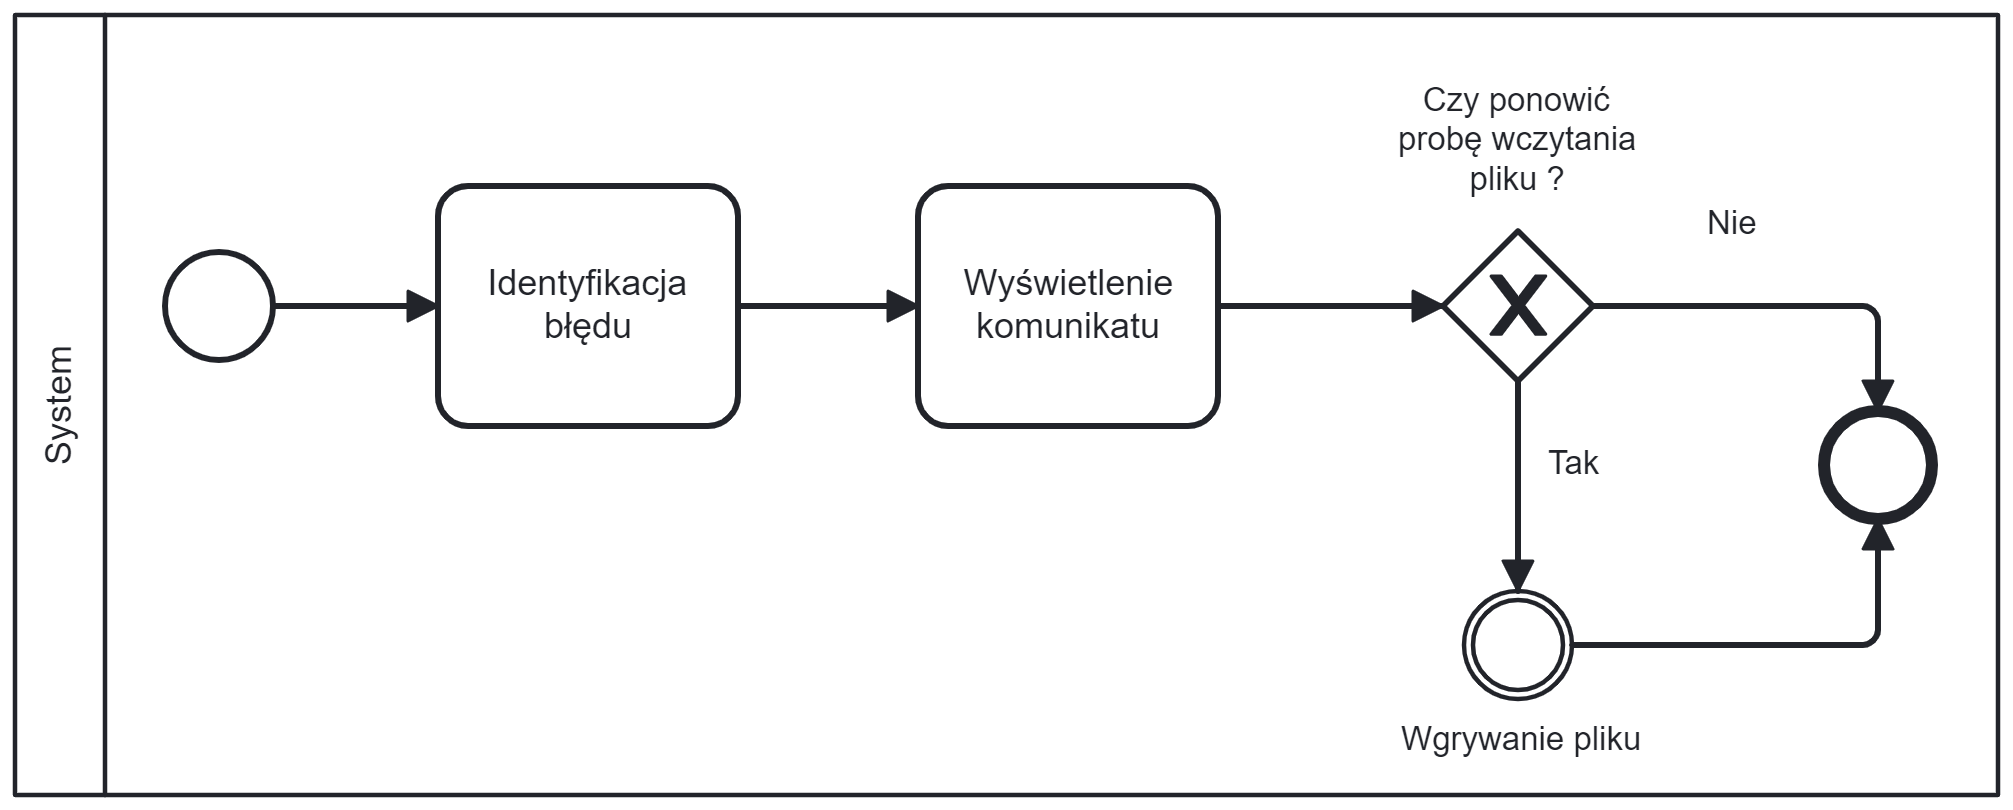 System
Identyfikacja
błędu
Wyświetlenie
komunikatu
Czy ponowić
probę wczytania
pliku ?
X
Nie
Tak
Wgrywanie pliku